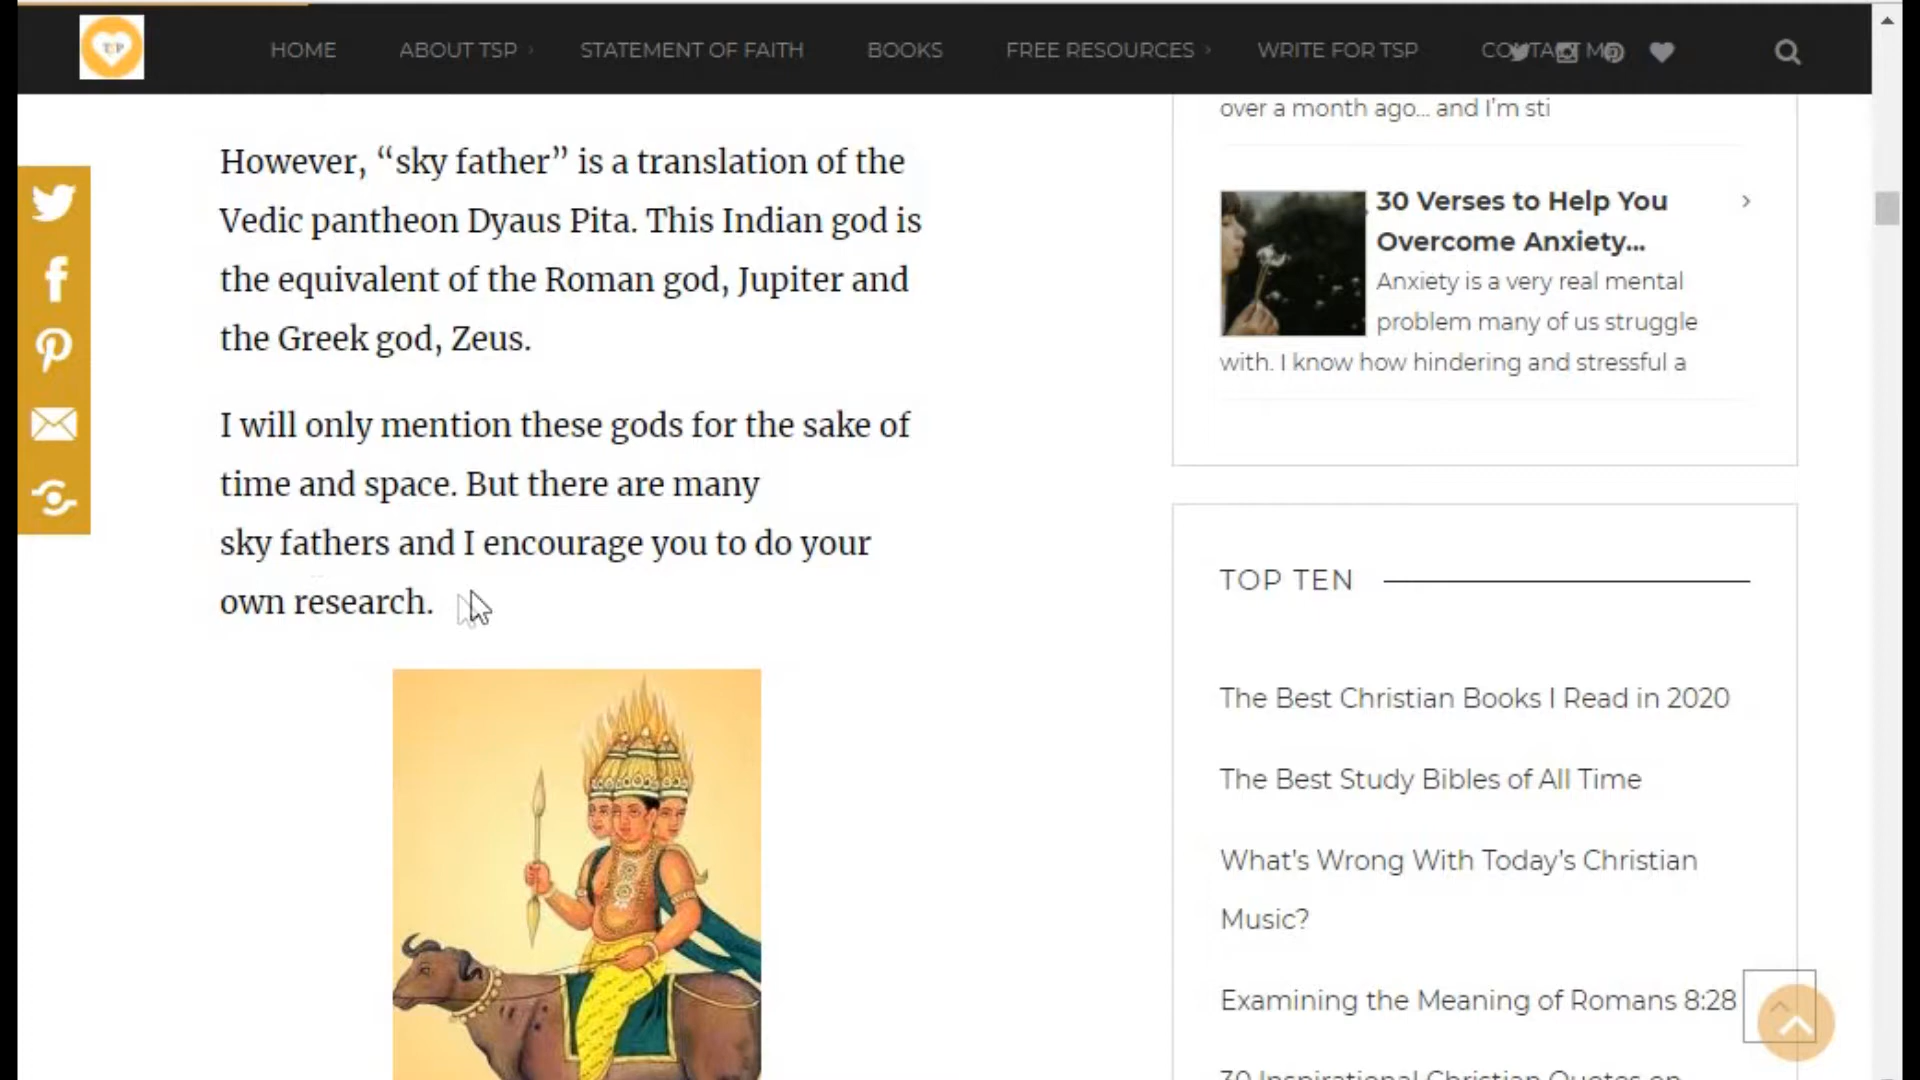 TSP
HOME
ABOUT TSP
STATEMENT OF FAITH
BOOKS
FREE RESOURCES
WRITE FOR TSP
However, “sky father” is a translation of the
Vedic pantheon Dyaus Pita. This Indian god is
the equivalent of the Roman god, Jupiter and
the Greek god, Zeus.
I will only mention these gods for the sake of
time and space. But there are many
sky fathers and I encourage you to do your
own research.
over a month ago... and I’m sti
30 Verses to Help You
Overcome Anxiety...
Anxiety is a very real mental
problem many of us struggle
with. I know how hindering and stressful a
TOP TEN
The Best Christian Books I Read in 2020
The Best Study Bibles of All Time
What’s Wrong With Today’s Christian
Music?
Examining the Meaning of Romans 8:28
30 Inspirational Christian Quotes on